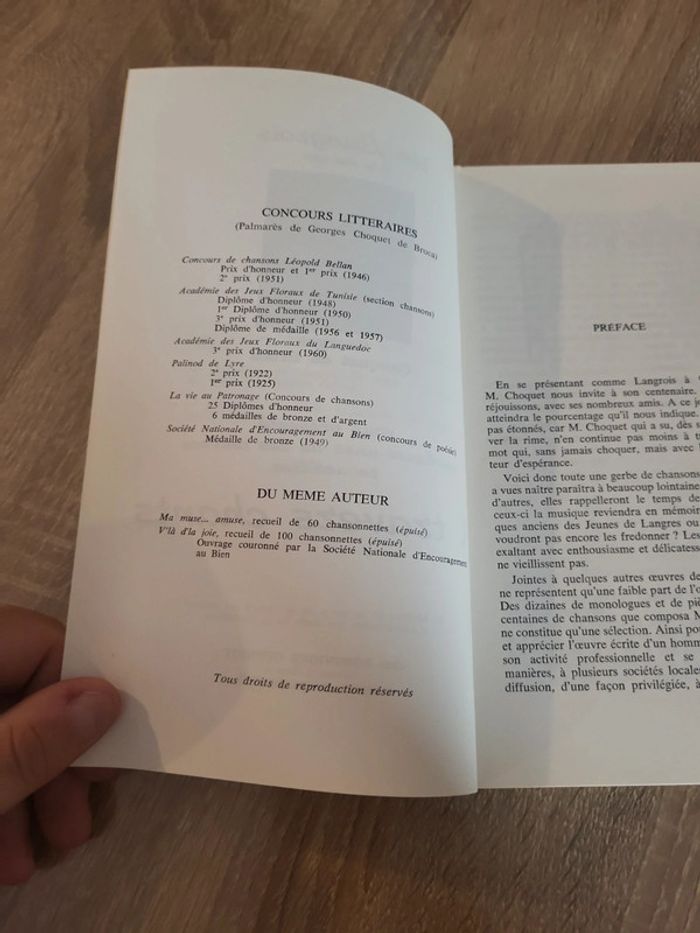 CONCOURS LITTERAIRES
(Palmarès de Georges Choquet de Broca)
Concours de chansons Léopold Bellan
Prix d'honneur et 1er prix (1946)
2e prix (1951)
Académie des Jeux Floraux de Tunisie (section chansons)
Diplôme d'honneur (1948)
1er Diplôme d'honneur (1950)
3e prix d'honneur (1951)
Diplôme de médaille (1956 et 1957)
Académie des Jeux Floraux du Languedoc
3e prix d'honneur (1960)
Palinod de Lyre
2e prix (1922)
1er prix (1925)
La vie au Patronage (Concours de chansons)
25 Diplômes d'honneur
6 médailles de bronze et d'argent
Société Nationale d'Encouragement au Bien (concours de poésie)
Médaille de bronze (1949)
DU MEME AUTEUR
Ma muse... amuse, recueil de 60 chansonnettes (épuisé)
V'là d'la joie, recueil de 100 chansonnettes (épuisé)
Ouvrage couronné par la Société Nationale d'Encouragement
au Bien
Tous droits de reproduction réservés
PRÉFACE
En se présentant comme Langrois à
M. Choquet nous invite à son centenaire.
réjouissons, avec ses nombreux amis. A ce
atteindra le pourcentage qu'il nous indique.
pas étonnés, car M. Choquet qui a su, dès
ver la rime, n'en continue pas moins à
mot qui, sans jamais choquer, mais avec
teur d'espérance.
Voici donc toute une gerbe de chansons
a vues naître paraîtra à beaucoup lointaine
d'autres, elles rappelleront le temps de
ceux-ci la musique reviendra en mémoir
ques anciens des Jeunes de Langres ou
voudront pas encore les fredonner ? Les
exaltant avec enthousiasme et délicatess
ne vieillissent pas.
Jointes à quelques autres œuvres de
ne représentent qu'une faible part de l'o
Des dizaines de monologues et de piè
centaines de chansons que composa M
ne constitue qu'une sélection. Ainsi pou
et apprécier l'œuvre écrite d'un homm
son activité professionnelle et se
manières, à plusieurs sociétés locale
diffusion, d'une façon privilégiée, à